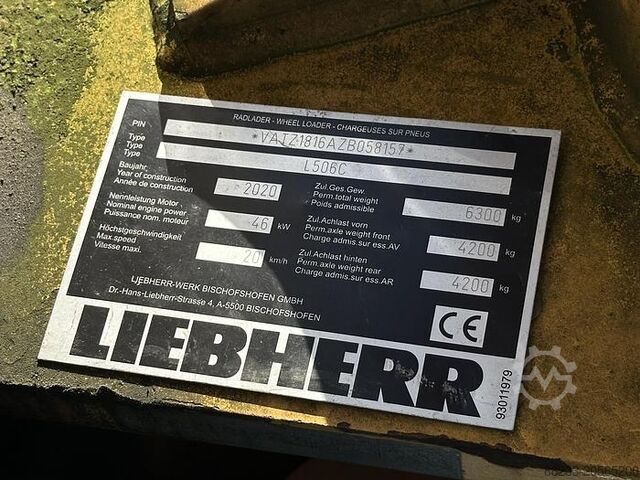 RADLADER - WHEEL LOADER - CHARGEUSES SUR PNEUS
PIN *VATZ1816AZB058157*
Type
Type L506C
Type
Baujahr
Year of construction 2020
Année de construction
Nennleistung Motor
Nominal engine power 46 kW
Puissance nom. moteur
Höchstgeschwindigkeit
Max.speed 20 km/h
Vitesse maxi.
Zul.Ges.Gew.
Perm.total weight 6300 kg
Poids admissible
Zul.Achslast vorn
Perm.axle weight front 4200 kg
Charge admis.sur ess.AV
Zul.Achslast hinten
Perm.axle weight rear 4200 kg
Charge admis.sur ess.AR
LIEBHERR-WERK BISCHOFSHOFEN GMBH
Dr.-Hans-Liebherr-Strasse 4, A-5500 BISCHOFSHOFEN
CE
LIEBHERR
93011979